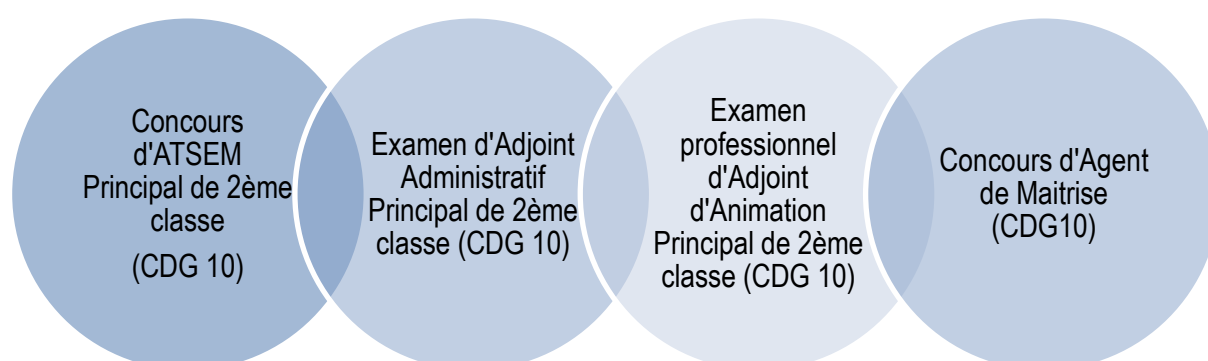 Concours
d'ATSEM
Principal de 2ème
classe
(CDG 10)
Examen d'Adjoint
Administratif
Principal de 2ème
classe (CDG 10)
Examen
professionnel
d'Adjoint
d'Animation
Principal de 2ème
classe (CDG 10)
Concours d'Agent
de Maitrise
(CDG10)